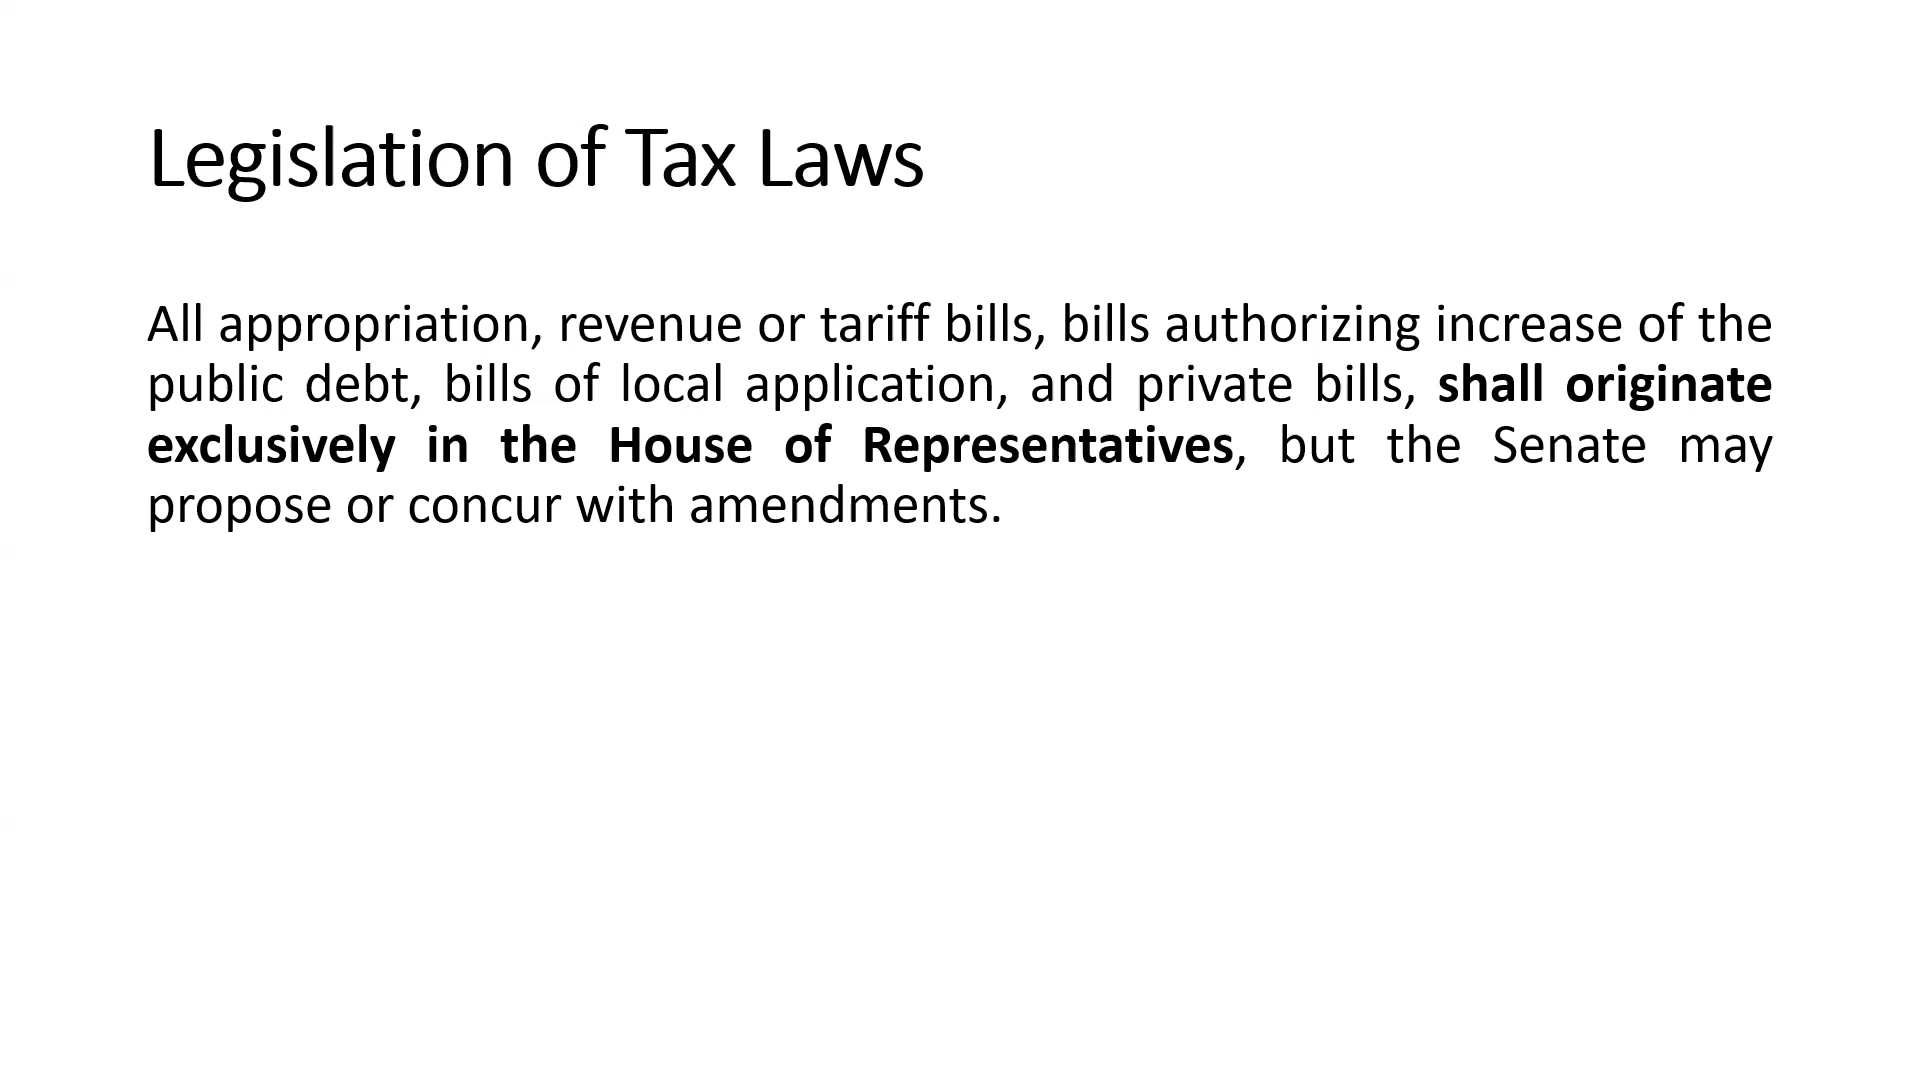 Legislation of Tax Laws
All appropriation, revenue or tariff bills, bills authorizing increase of the
public debt, bills of local application, and private bills, shall originate
exclusively in the House of Representatives, but the Senate may
propose or concur with amendments.